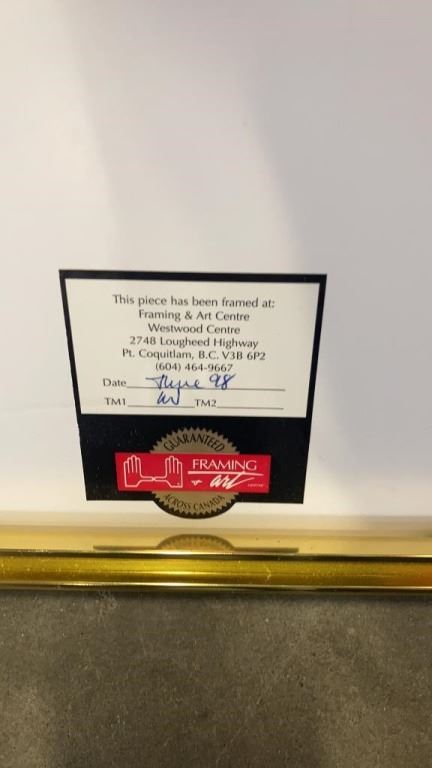 This piece has been framed at:
Framing & Art Centre
Westwood Centre
2748 Lougheed Highway
Pt. Coquitlam, B.C. V3B 6P2
(604) 464-9667
Date June 98
TM1 TM2
GUARANTEED
FRAMING
& art
ACROSS CANADA